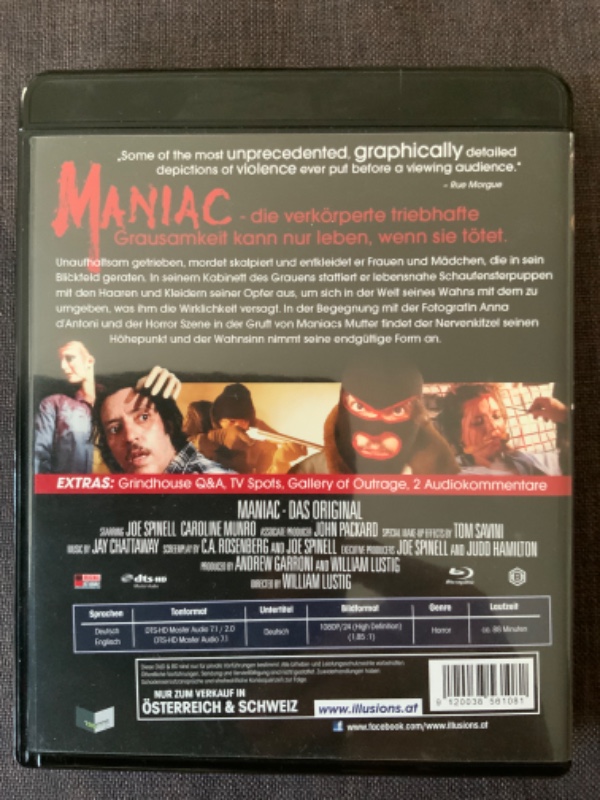 „Some of the most unprecedented, graphically detailed
depictions of violence ever put before a viewing audience.“
– Rue Morgue
MANIAC - die verkörperte triebhafte
Grausamkeit kann nur leben, wenn sie tötet.
Unaufhaltsam getrieben, mordet skalpiert und entkleidet er Frauen und Mädchen, die in sein
Blickfeld geraten. In seinem Kabinett des Grauens staffiert er lebensnahe Schaufensterpuppen
mit den Haaren und Kleidern seiner Opfer aus, um sich in der Welt seines Wahns mit dem zu
umgeben, was ihm die Wirklichkeit versagt. In der Begegnung mit der Fotografin Anna
d'Antoni und der Horror Szene in der Gruft von Maniacs Mutter findet der Nervenkitzel seinen
Höhepunkt und der Wahnsinn nimmt seine endgültige Form an.
EXTRAS: Grindhouse Q&A, TV Spots, Gallery of Outrage, 2 Audiokommentare
MANIAC - DAS ORIGINAL
STARRING JOE SPINELL CAROLINE MUNRO ASSOCIATE PRODUCER JOHN PACKARD SPECIAL MAKE-UP EFFECTS BY TOM SAVINI
MUSIC BY JAY CHATTAWAY SCREENPLAY BY C.A. ROSENBERG AND JOE SPINELL EXECUTIVE PRODUCERS JOE SPINELL AND JUDD HAMILTON
PRODUCED BY ANDREW GARRONI AND WILLIAM LUSTIG
DIRECTED BY WILLIAM LUSTIG
dts HD
Blu-ray Disc
Sprachen Tonformat Untertitel Bildformat Genre Laufzeit
Deutsch DTS-HD Master Audio 7.1 / 2.0 Deutsch 1080P/24 (High Definition) Horror ca. 88 Minuten
Englisch DTS-HD Master Audio 7.1 (1,85 :1)
NUR ZUM VERKAUF IN
ÖSTERREICH & SCHWEIZ
www.illusions.at
www.facebook.com/www.illusions.at
9 120036 581051